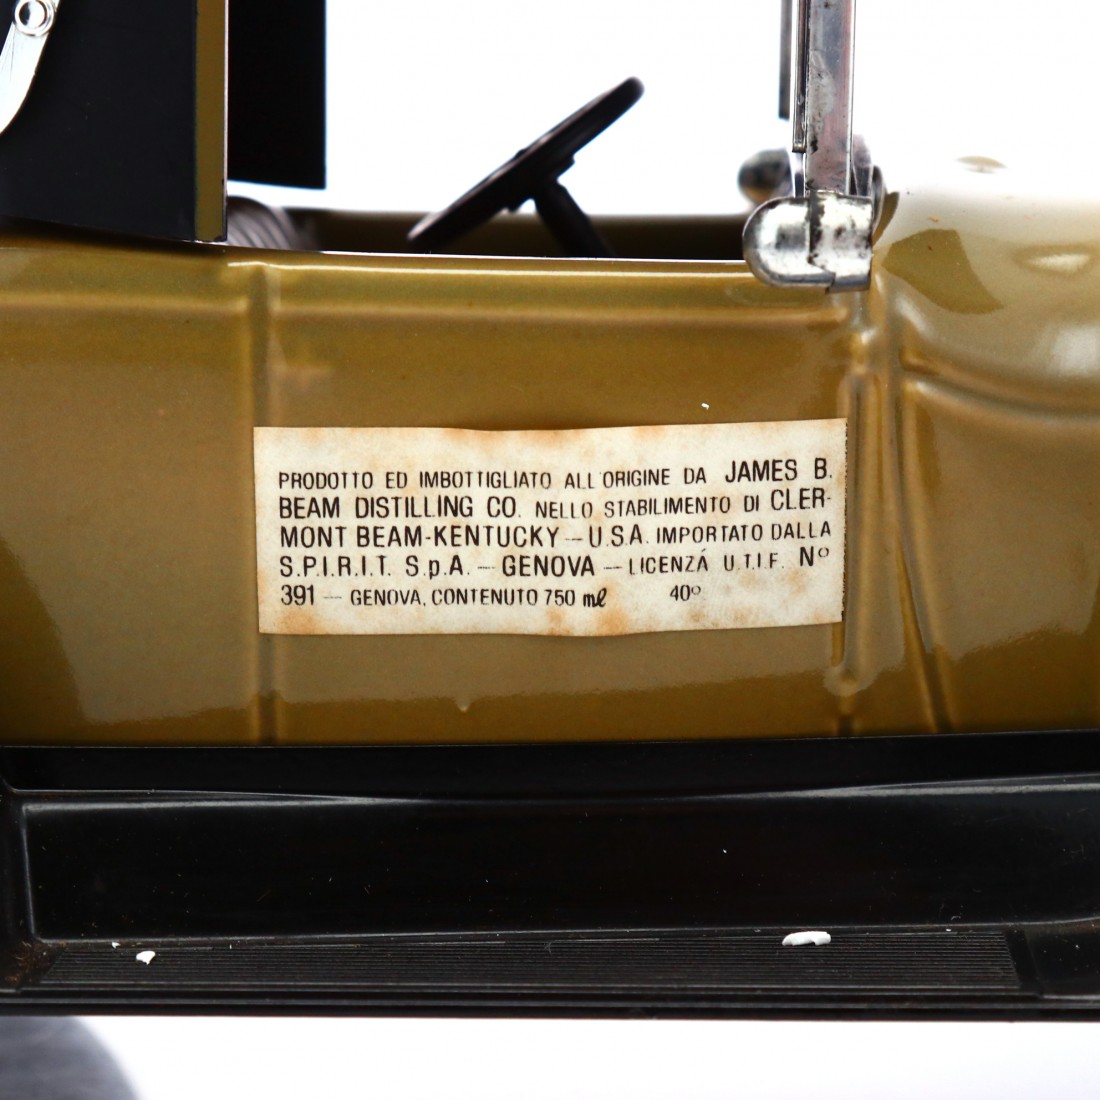 PRODOTTO ED IMBOTTIGLIATO ALL'ORIGINE DA JAMES B.
BEAM DISTILLING CO. NELLO STABILIMENTO DI CLER-
MONT BEAM-KENTUCKY — U.S.A. IMPORTATO DALLA
S.P.I.R.I.T. S.p.A. — GENOVA — LICENZÁ U.T.I.F. N°
391 — GENOVA, CONTENUTO 750 ml 40°